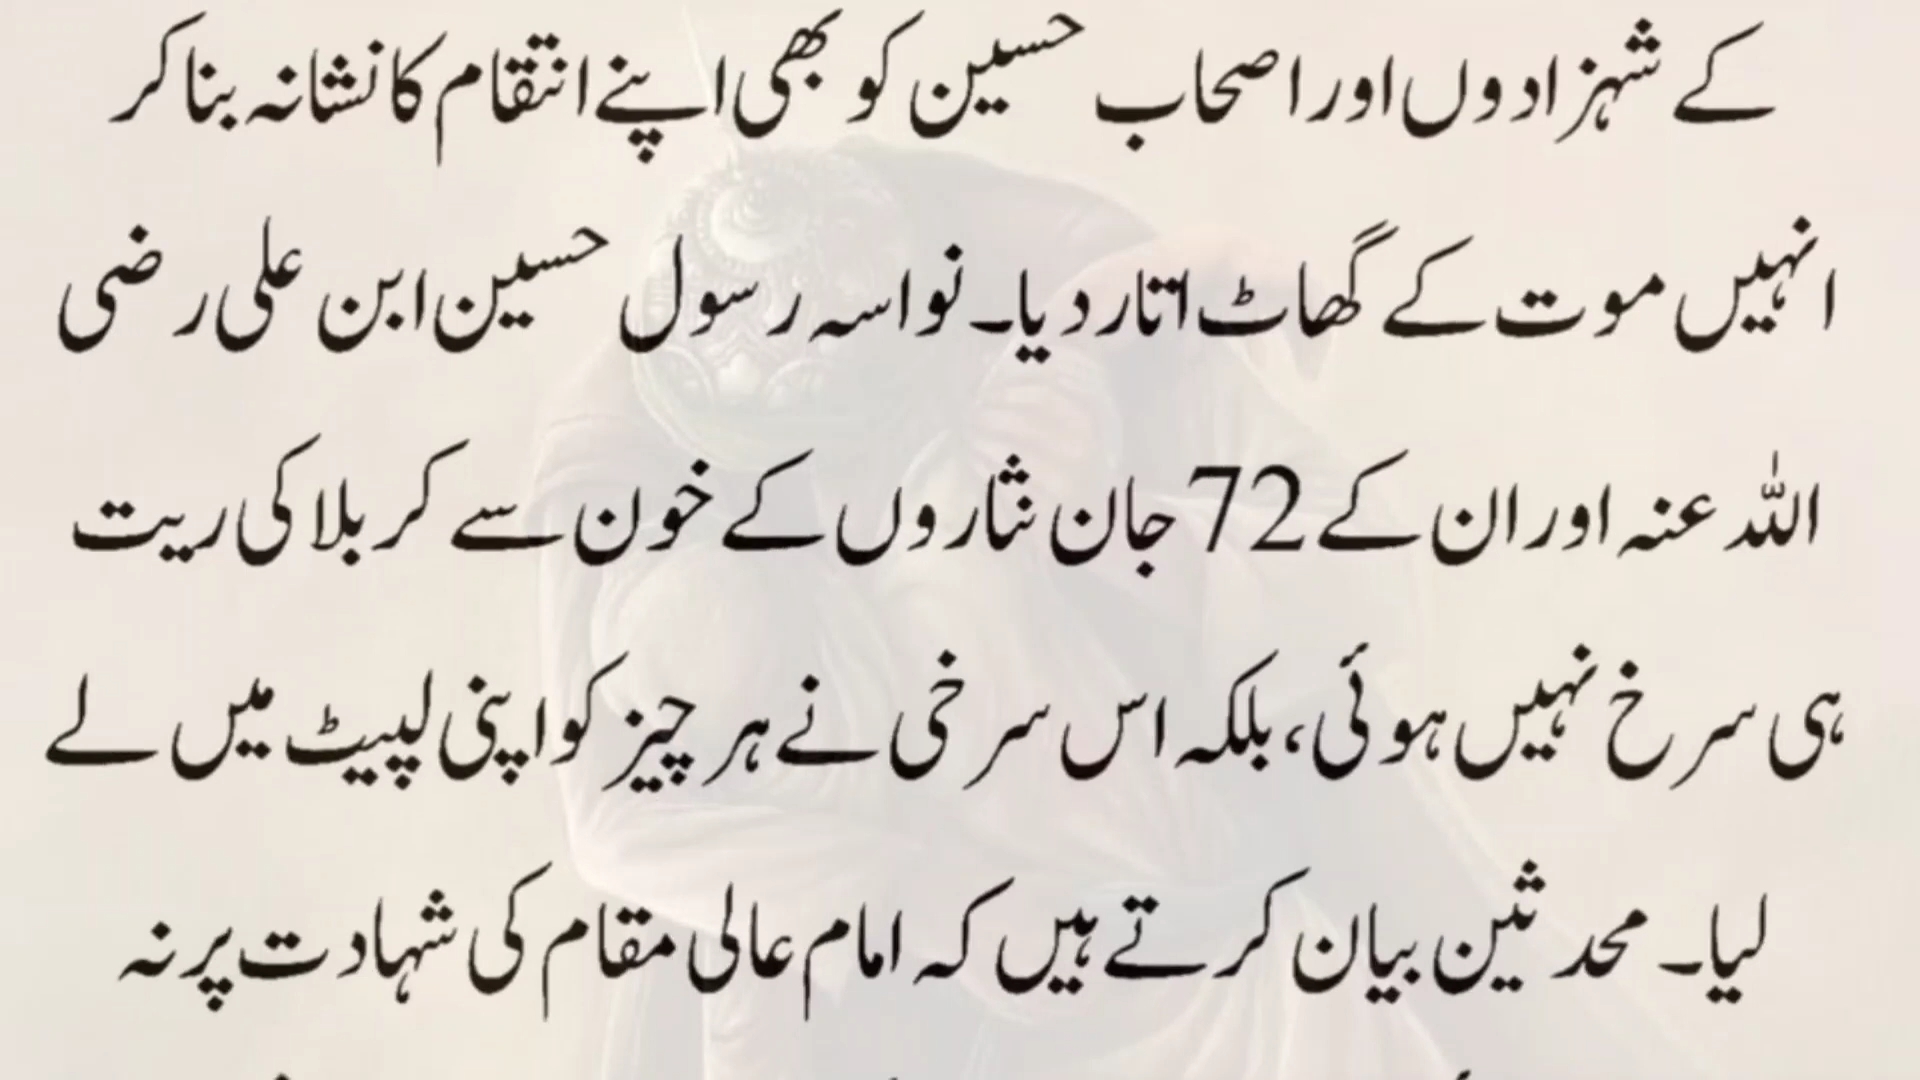 کے شہزادوں اور اصحاب حسین کو بھی اپنے انتقام کا نشانہ بنا کر
انہیں موت کے گھاٹ اتار دیا۔ نواسہ رسول حسین ابن علی رضی
اللہ عنہ اور ان کے 72 جان نثاروں کے خون سے کربلا کی ریت
ہی سرخ نہیں ہوئی، بلکہ اس سرخی نے ہر چیز کو اپنی لپیٹ میں لے
لیا۔ محدثین بیان کرتے ہیں کہ امام عالی مقام کی شہادت پر نہ